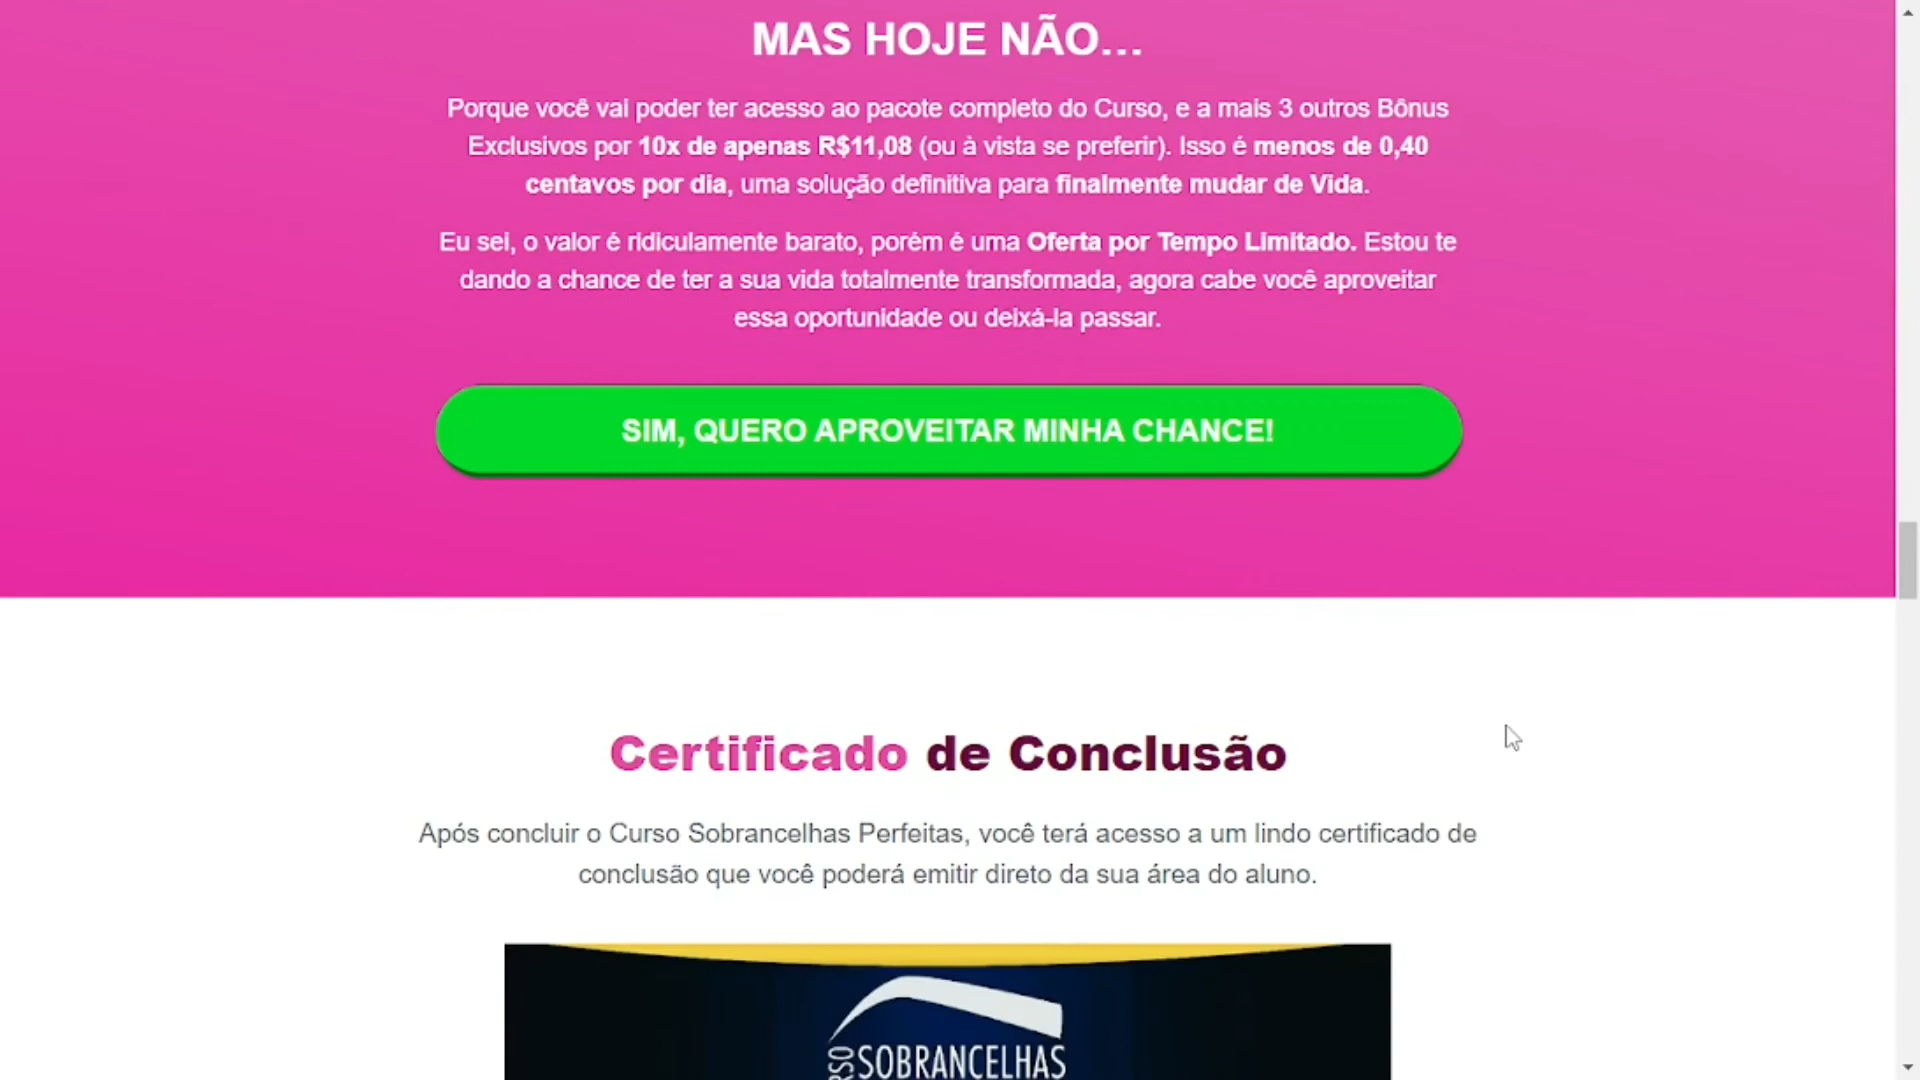 MAS HOJE NÃO...
Porque você vai poder ter acesso ao pacote completo do Curso, e a mais 3 outros Bônus
Exclusivos por 10x de apenas R$11,08 (ou à vista se preferir). Isso é menos de 0,40
centavos por dia, uma solução definitiva para finalmente mudar de Vida.
Eu sei, o valor é ridiculamente barato, porém é uma Oferta por Tempo Limitado. Estou te
dando a chance de ter a sua vida totalmente transformada, agora cabe você aproveitar
essa oportunidade ou deixá-la passar.
SIM, QUERO APROVEITAR MINHA CHANCE!
Certificado de Conclusão
Após concluir o Curso Sobrancelhas Perfeitas, você terá acesso a um lindo certificado de
conclusão que você poderá emitir direto da sua área do aluno.
SOBRANCELHAS